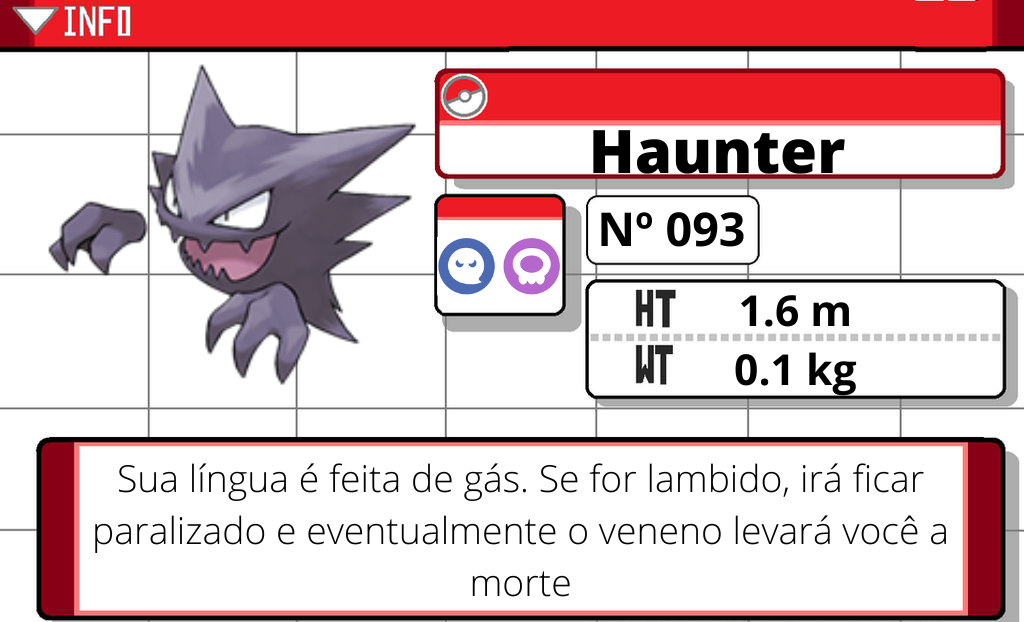 INFO
Haunter
Nº 093
HT 1.6 m
WT 0.1 kg
Sua língua é feita de gás. Se for lambido, irá ficar
paralizado e eventualmente o veneno levará você a
morte